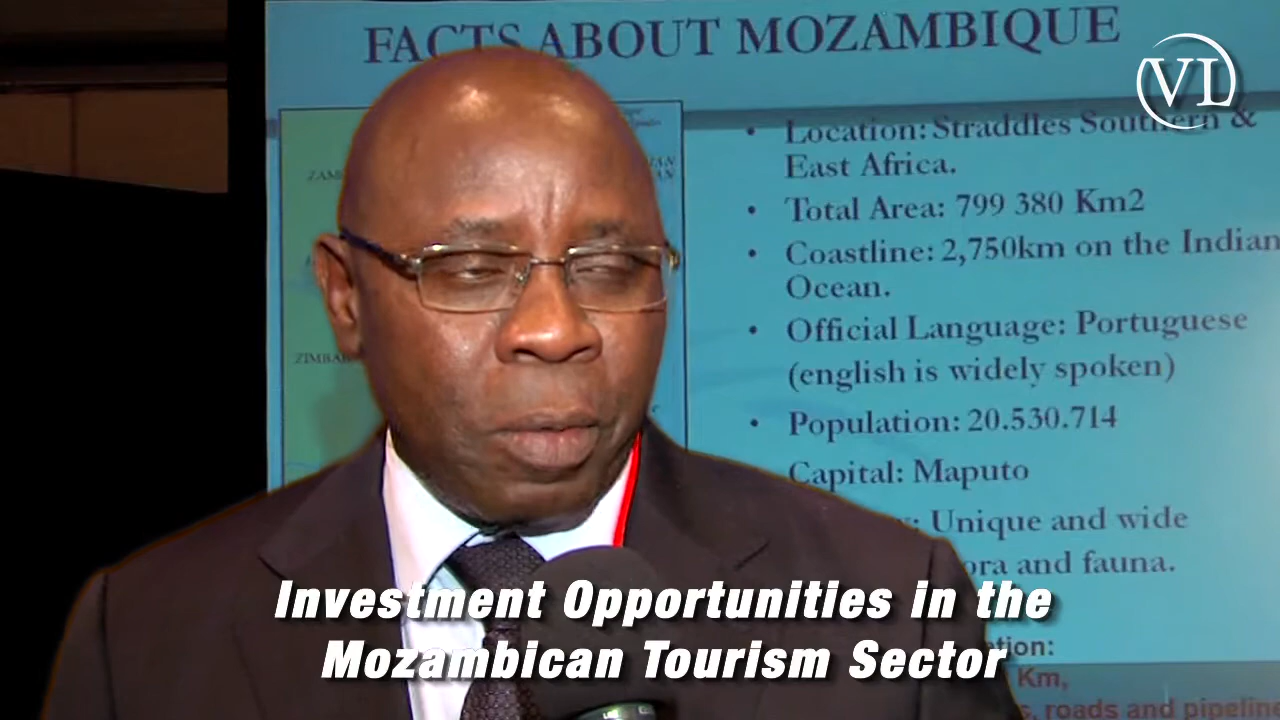 FACTS ABOUT MOZAMBIQUE
VI
• Location: Straddles Southern &
East Africa.
• Total Area: 799 380 Km2
• Coastline: 2,750km on the Indian
Ocean.
• Official Language: Portuguese
(english is widely spoken)
• Population: 20.530.714
Capital: Maputo
: Unique and wide
and fauna.
Investment Opportunities in the
Mozambican Tourism Sector
Km,
roads and